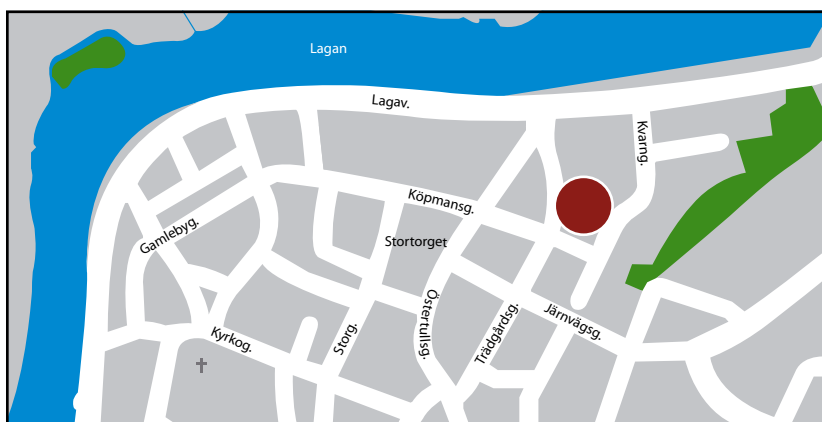 Lagan
Lagav.
Kvarng.
Köpmansg.
Gamlebyg.
Stortorget
Östertullsg.
Trädgårdsg.
Järnvägsg.
Storg.
Kyrkog.